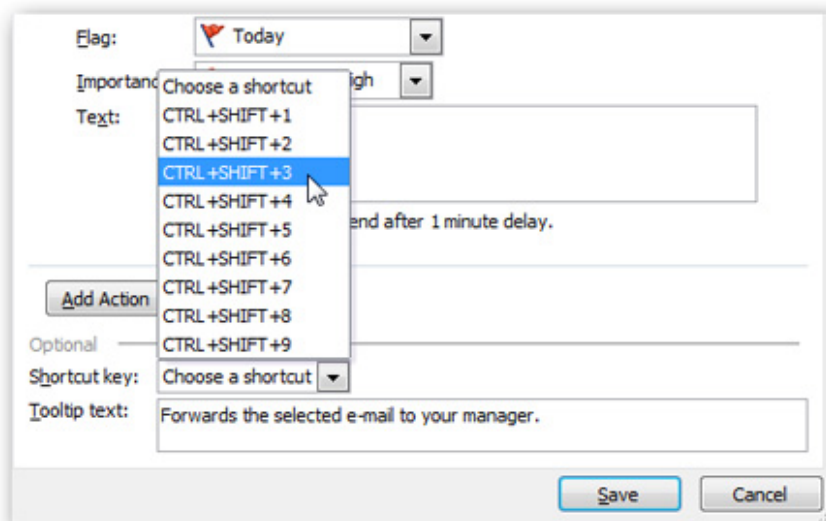 Flag: Today
Importanc igh
Choose a shortcut
Text: CTRL+SHIFT+1
CTRL+SHIFT+2
CTRL+SHIFT+3
CTRL+SHIFT+4
CTRL+SHIFT+5 end after 1 minute delay.
CTRL+SHIFT+6
CTRL+SHIFT+7
Add Action
CTRL+SHIFT+8
CTRL+SHIFT+9
Optional
Shortcut key: Choose a shortcut
Tooltip text: Forwards the selected e-mail to your manager.
Save Cancel